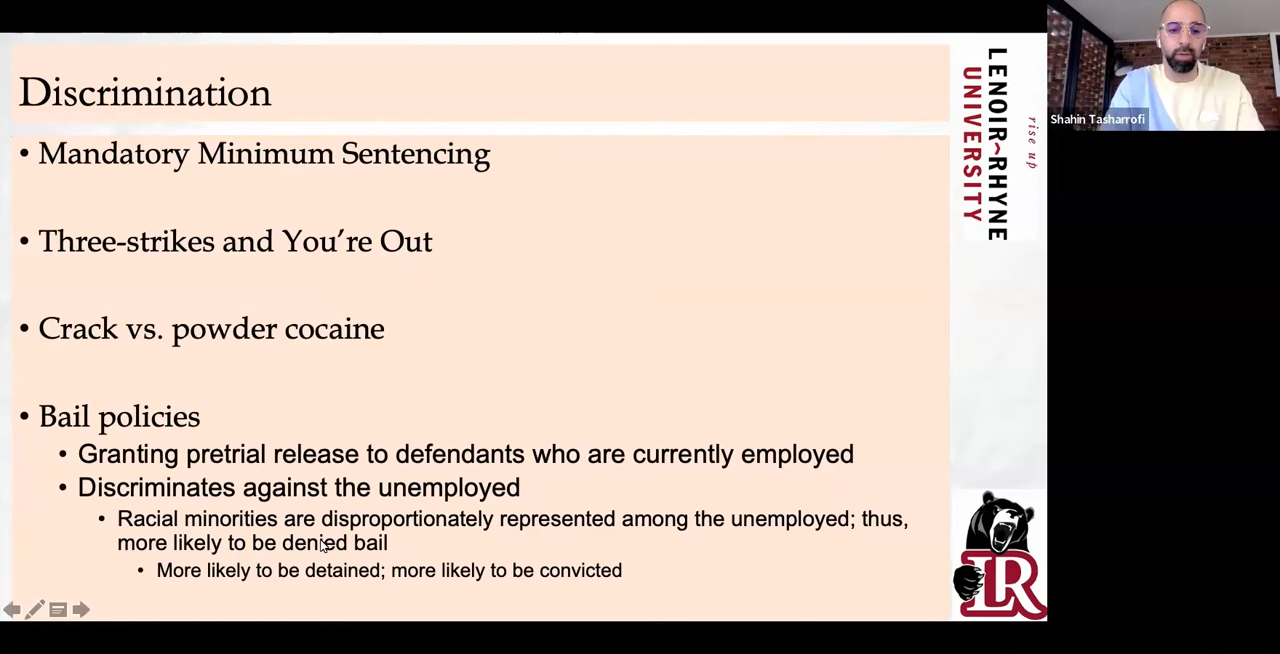 Discrimination
• Mandatory Minimum Sentencing
• Three-strikes and You're Out
• Crack vs. powder cocaine
• Bail policies
• Granting pretrial release to defendants who are currently employed
• Discriminates against the unemployed
• Racial minorities are disproportionately represented among the unemployed; thus,
more likely to be denied bail
• More likely to be detained; more likely to be convicted
LENOIR~RHYNE
UNIVERSITY
rise up
LR
Shahin Tasharrofi